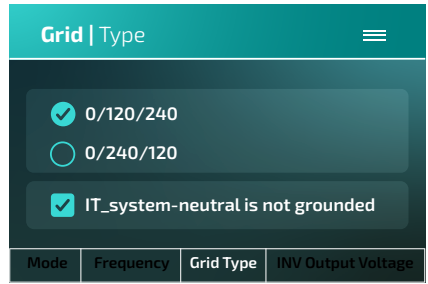 Grid | Type
0/120/240
0/240/120
IT_system-neutral is not grounded
Mode Frequency Grid Type INV Output Voltage